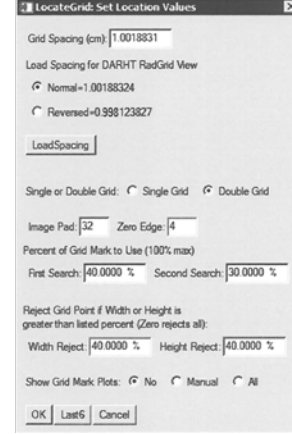 LocateGrid: Set Location Values
Grid Spacing (cm): 1.0018831
Load Spacing for DARHT RadGrid View
Normal=1.00188324
Reversed=0.998123827
LoadSpacing
Single or Double Grid: Single Grid Double Grid
Image Pad: 32 Zero Edge: 4
Percent of Grid Mark to Use (100% max)
First Search: 40.0000 % Second Search: 30.0000 %
Reject Grid Point if Width or Height is
greater than listed percent (Zero rejects all):
Width Reject: 40.0000 % Height Reject: 40.0000 %
Show Grid Mark Plots: No Manual All
OK Last6 Cancel